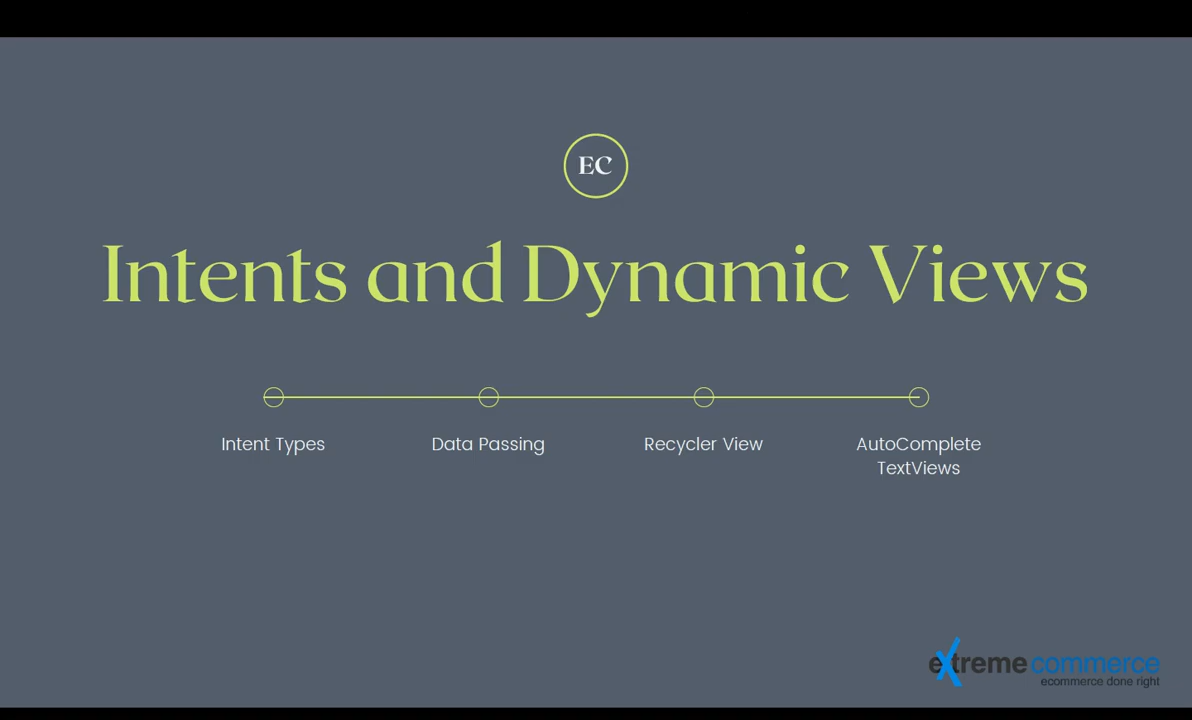 EC
Intents and Dynamic Views
Intent Types
Data Passing
Recycler View
AutoComplete
TextViews
extreme commerce
ecommerce done right